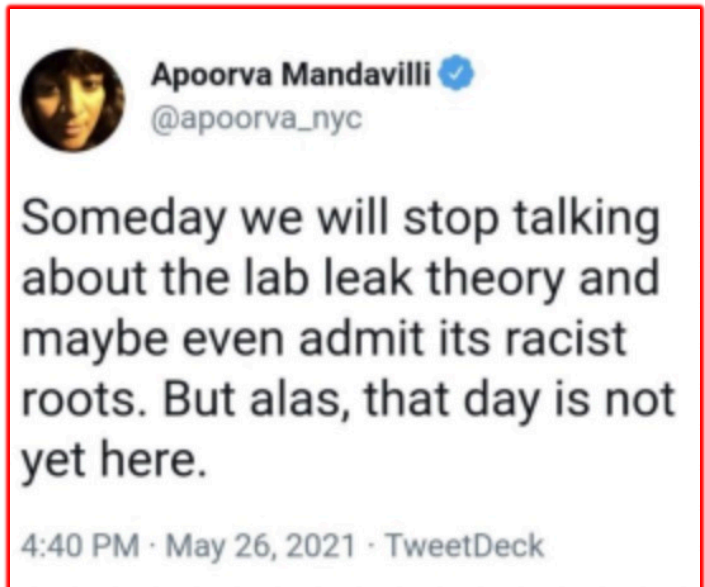 Apoorva Mandavilli
@apoorva_nyc
Someday we will stop talking
about the lab leak theory and
maybe even admit its racist
roots. But alas, that day is not
yet here.
4:40 PM · May 26, 2021 · TweetDeck